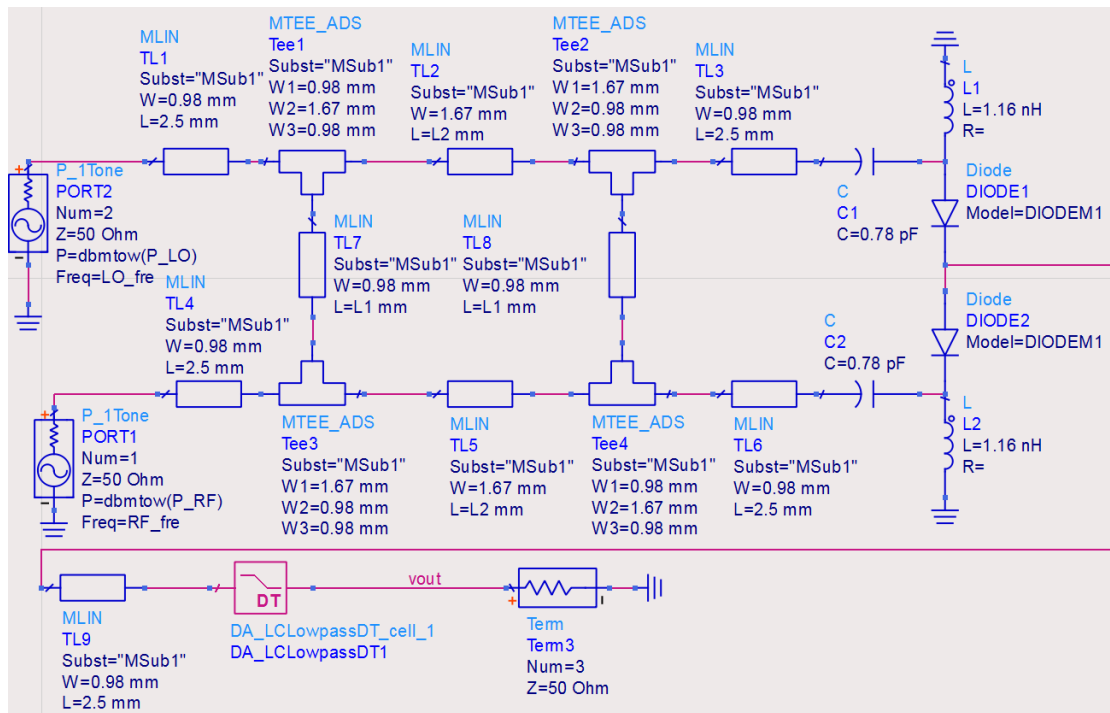 MLIN
TL1
Subst="MSub1"
W=0.98 mm
L=2.5 mm
MTEE_ADS
Tee1
Subst="MSub1"
W1=0.98 mm
W2=1.67 mm
W3=0.98 mm
MLIN
TL2
Subst="MSub1"
W=1.67 mm
L=L2 mm
MTEE_ADS
Tee2
Subst="MSub1"
W1=1.67 mm
W2=0.98 mm
W3=0.98 mm
MLIN
TL3
Subst="MSub1"
W=0.98 mm
L=2.5 mm
L
L1
L=1.16 nH
R=
+
P_1Tone
PORT2
Num=2
Z=50 Ohm
P=dbmtow(P_LO)
Freq=LO_fre
-
MLIN
TL7
Subst="MSub1"
W=0.98 mm
L=L1 mm
MLIN
TL8
Subst="MSub1"
W=0.98 mm
L=L1 mm
C
C1
C=0.78 pF
Diode
DIODE1
Model=DIODEM1
MLIN
TL4
Subst="MSub1"
W=0.98 mm
L=2.5 mm
C
C2
C=0.78 pF
Diode
DIODE2
Model=DIODEM1
+
P_1Tone
PORT1
Num=1
Z=50 Ohm
P=dbmtow(P_RF)
Freq=RF_fre
-
MTEE_ADS
Tee3
Subst="MSub1"
W1=1.67 mm
W2=0.98 mm
W3=0.98 mm
MLIN
TL5
Subst="MSub1"
W=1.67 mm
L=L2 mm
MTEE_ADS
Tee4
Subst="MSub1"
W1=0.98 mm
W2=1.67 mm
W3=0.98 mm
MLIN
TL6
Subst="MSub1"
W=0.98 mm
L=2.5 mm
L
L2
L=1.16 nH
R=
MLIN
TL9
Subst="MSub1"
W=0.98 mm
L=2.5 mm
DT
DA_LCLowpassDT_cell_1
DA_LCLowpassDT1
vout
+
-
Term
Term3
Num=3
Z=50 Ohm